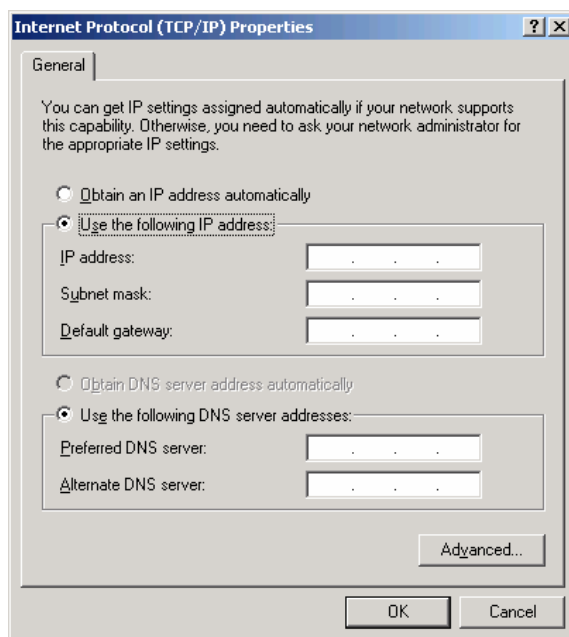 Internet Protocol (TCP/IP) Properties
General
You can get IP settings assigned automatically if your network supports
this capability. Otherwise, you need to ask your network administrator for
the appropriate IP settings.
Obtain an IP address automatically
Use the following IP address:
IP address:
Subnet mask:
Default gateway:
Obtain DNS server address automatically
Use the following DNS server addresses:
Preferred DNS server:
Alternate DNS server:
Advanced...
OK Cancel